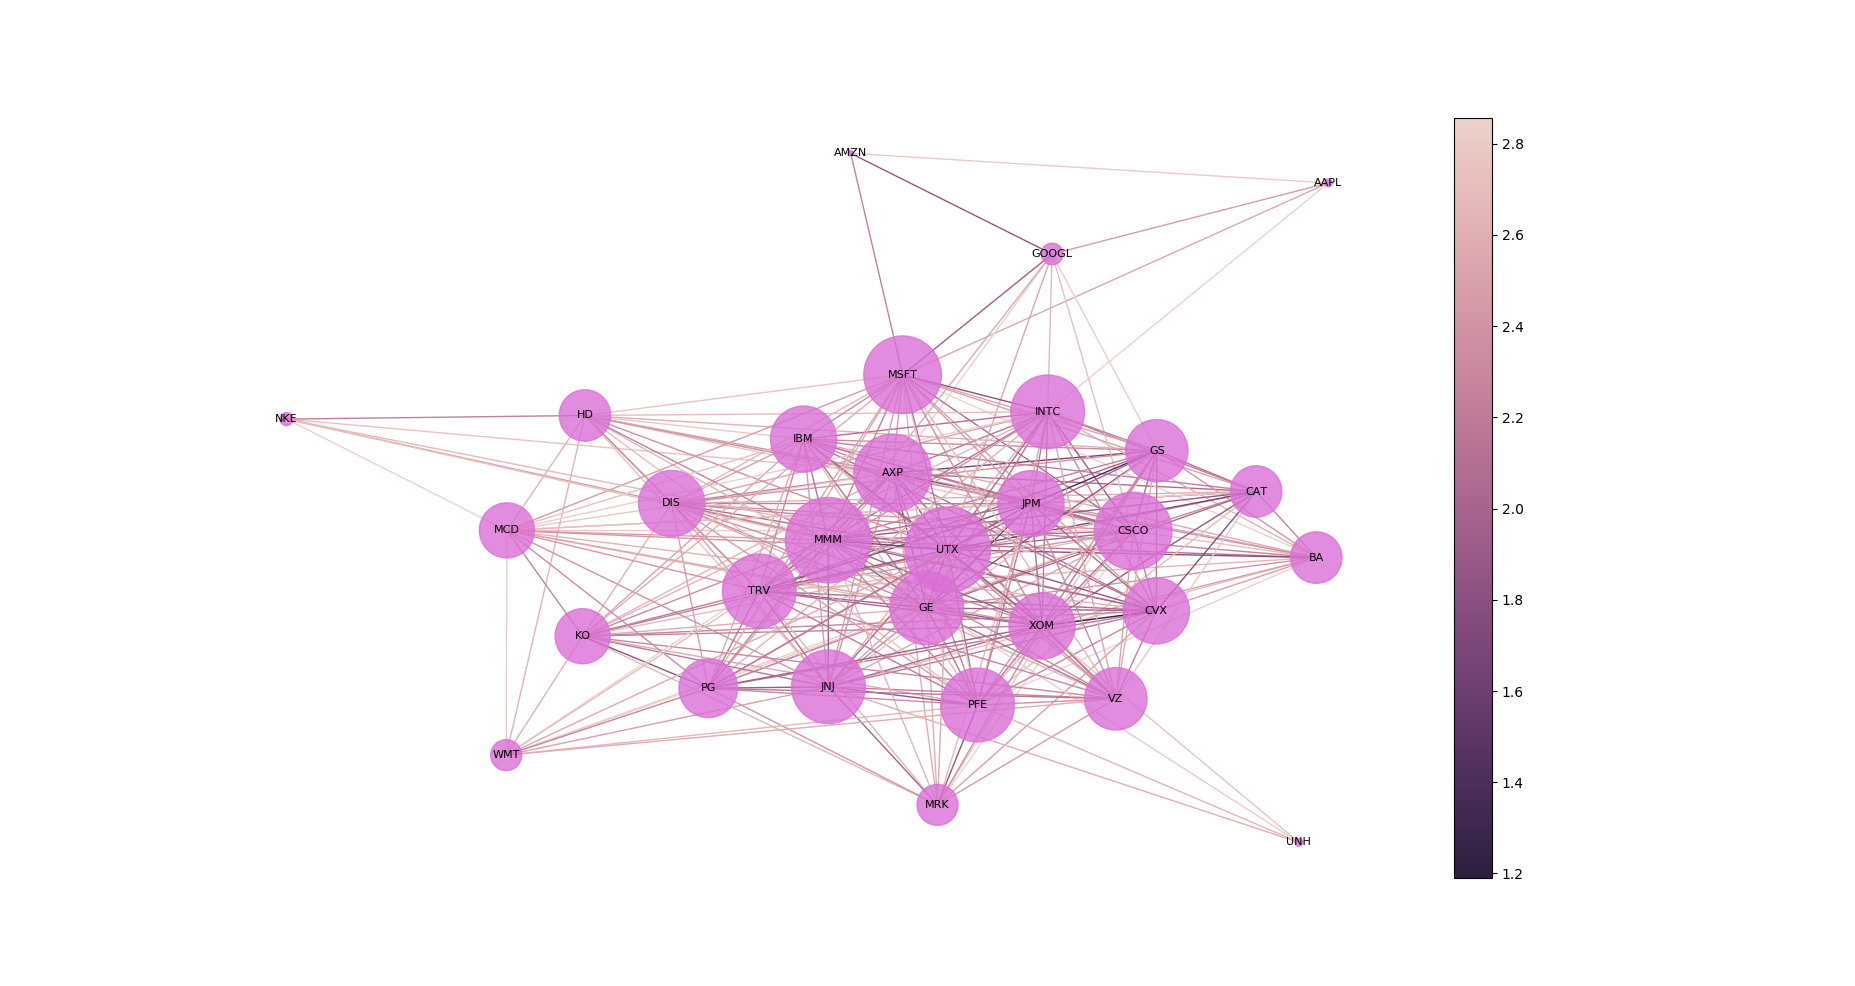 AMZN
AAPL
GOOGL
MSFT
INTC
HD
NKE
IBM
GS
AXP
CAT
DIS
JPM
MCD
CSCO
MMM
UTX
BA
TRV
GE
CVX
XOM
KO
PG
JNJ
VZ
PFE
WMT
MRK
UNH
2.8
2.6
2.4
2.2
2.0
1.8
1.6
1.4
1.2